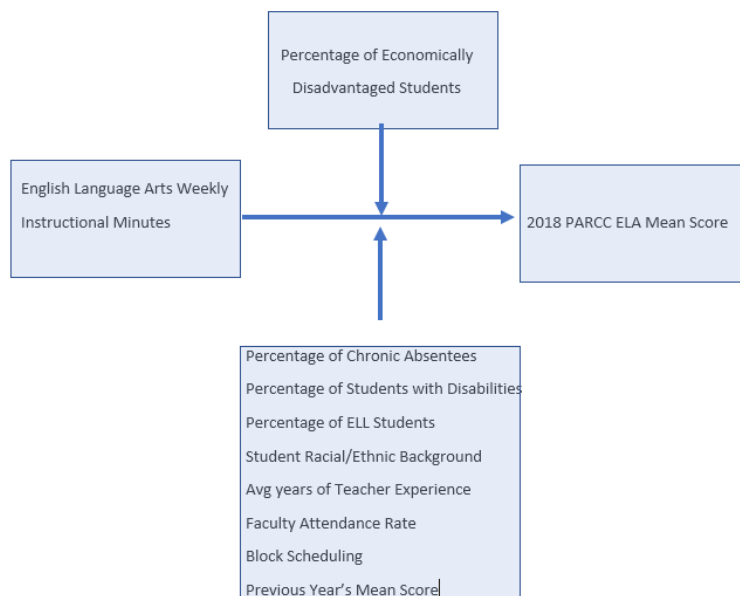 Percentage of Economically
Disadvantaged Students
English Language Arts Weekly
Instructional Minutes
2018 PARCC ELA Mean Score
Percentage of Chronic Absentees
Percentage of Students with Disabilities
Percentage of ELL Students
Student Racial/Ethnic Background
Avg years of Teacher Experience
Faculty Attendance Rate
Block Scheduling
Previous Year's Mean Score